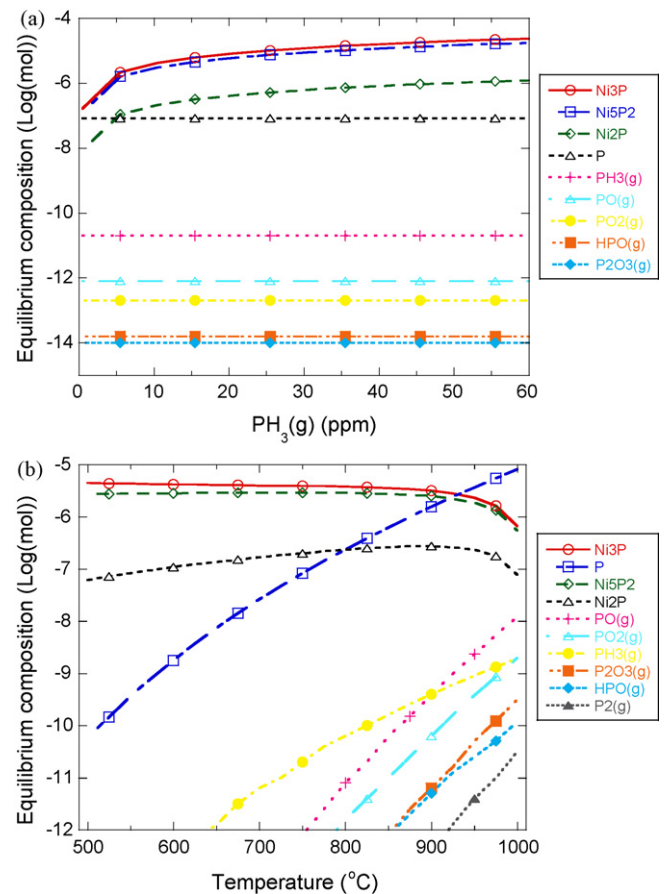 (a)
-4
-6
-8
-10
-12
-14
Equilibrium composition (Log(mol))
0 10 20 30 40 50 60
PH3(g) (ppm)
Ni3P
Ni5P2
Ni2P
P
PH3(g)
PO(g)
PO2(g)
HPO(g)
P2O3(g)
(b)
-5
-6
-7
-8
-9
-10
-11
-12
Equilibrium composition (Log(mol))
500 600 700 800 900 1000
Temperature (°C)
Ni3P
P
Ni5P2
Ni2P
PO(g)
PO2(g)
PH3(g)
P2O3(g)
HPO(g)
P2(g)